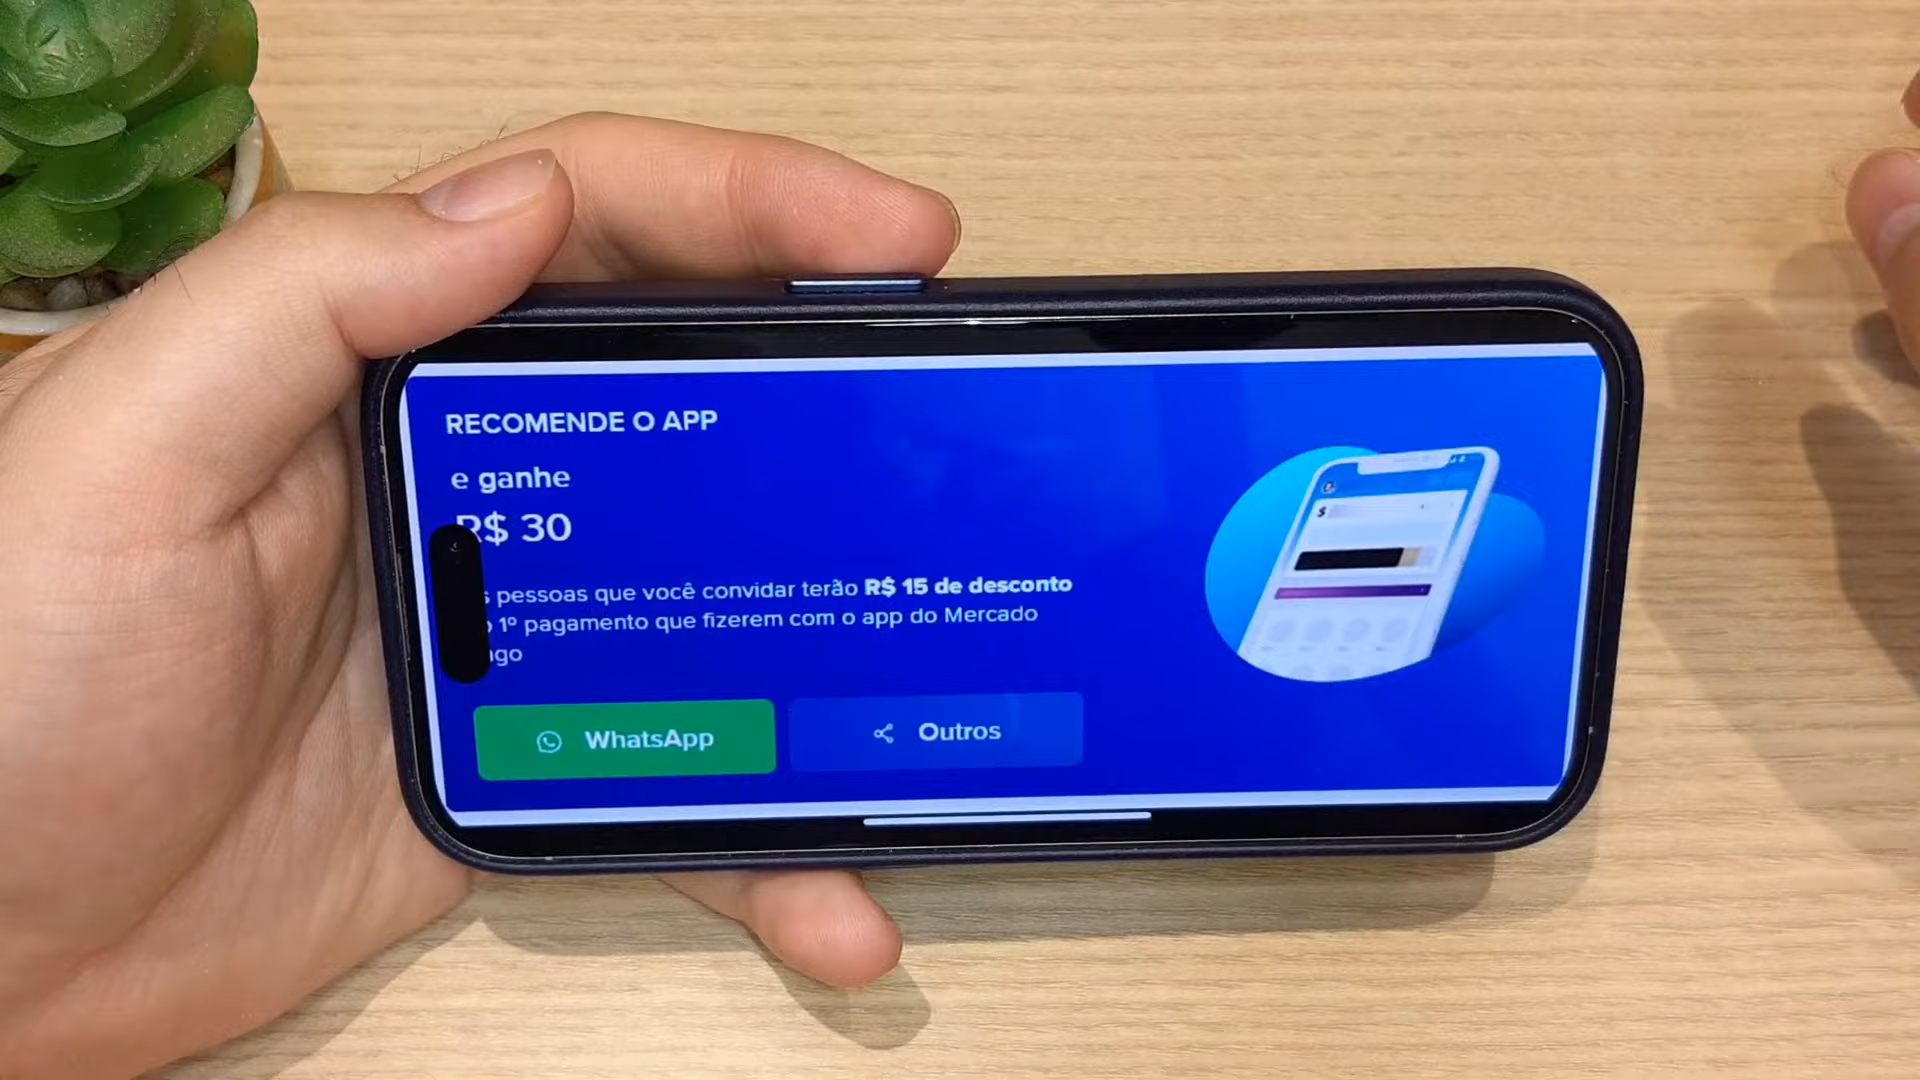 RECOMENDE O APP
e ganhe
R$ 30
pessoas que você convidar terão R$ 15 de desconto
1º pagamento que fizerem com o app do Mercado
WhatsApp
Outros
$